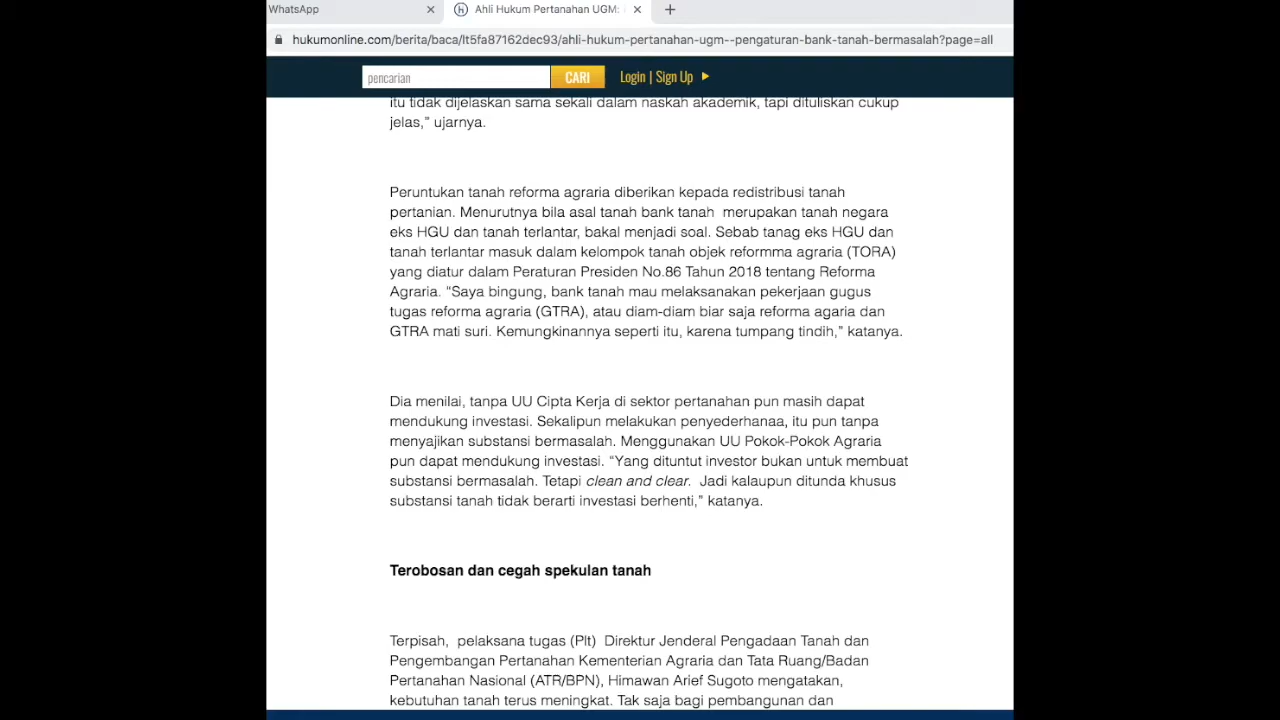 WhatsApp
Ahli Hukum Pertanahan UGM:
hukumonline.com/berita/baca/lt5fa87162dec93/ahli-hukum-pertanahan-ugm--pengaturan-bank-tanah-bermasalah?page=all
pencarian CARI Login | Sign Up
itu tidak dijelaskan sama sekali dalam naskah akademik, tapi dituliskan cukup
jelas,” ujarnya.
Peruntukan tanah reforma agraria diberikan kepada redistribusi tanah
pertanian. Menurutnya bila asal tanah bank tanah  merupakan tanah negara
eks HGU dan tanah terlantar, bakal menjadi soal. Sebab tanag eks HGU dan
tanah terlantar masuk dalam kelompok tanah objek reformma agraria (TORA)
yang diatur dalam Peraturan Presiden No.86 Tahun 2018 tentang Reforma
Agraria. “Saya bingung, bank tanah mau melaksanakan pekerjaan gugus
tugas reforma agraria (GTRA), atau diam-diam biar saja reforma agaria dan
GTRA mati suri. Kemungkinannya seperti itu, karena tumpang tindih,” katanya.
Dia menilai, tanpa UU Cipta Kerja di sektor pertanahan pun masih dapat
mendukung investasi. Sekalipun melakukan penyederhanaa, itu pun tanpa
menyajikan substansi bermasalah. Menggunakan UU Pokok-Pokok Agraria
pun dapat mendukung investasi. “Yang dituntut investor bukan untuk membuat
substansi bermasalah. Tetapi clean and clear.  Jadi kalaupun ditunda khusus
substansi tanah tidak berarti investasi berhenti,” katanya.
Terobosan dan cegah spekulan tanah
Terpisah,  pelaksana tugas (Plt)  Direktur Jenderal Pengadaan Tanah dan
Pengembangan Pertanahan Kementerian Agraria dan Tata Ruang/Badan
Pertanahan Nasional (ATR/BPN), Himawan Arief Sugoto mengatakan,
kebutuhan tanah terus meningkat. Tak saja bagi pembangunan dan